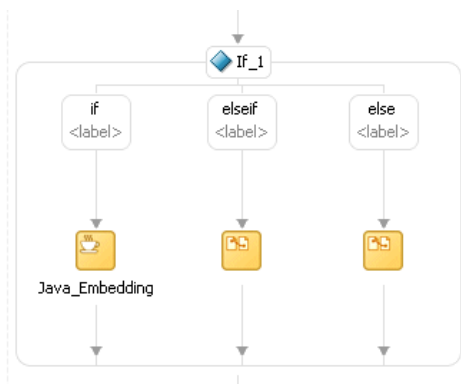 If_1
if
<label>
elseif
<label>
else
<label>
Java_Embedding